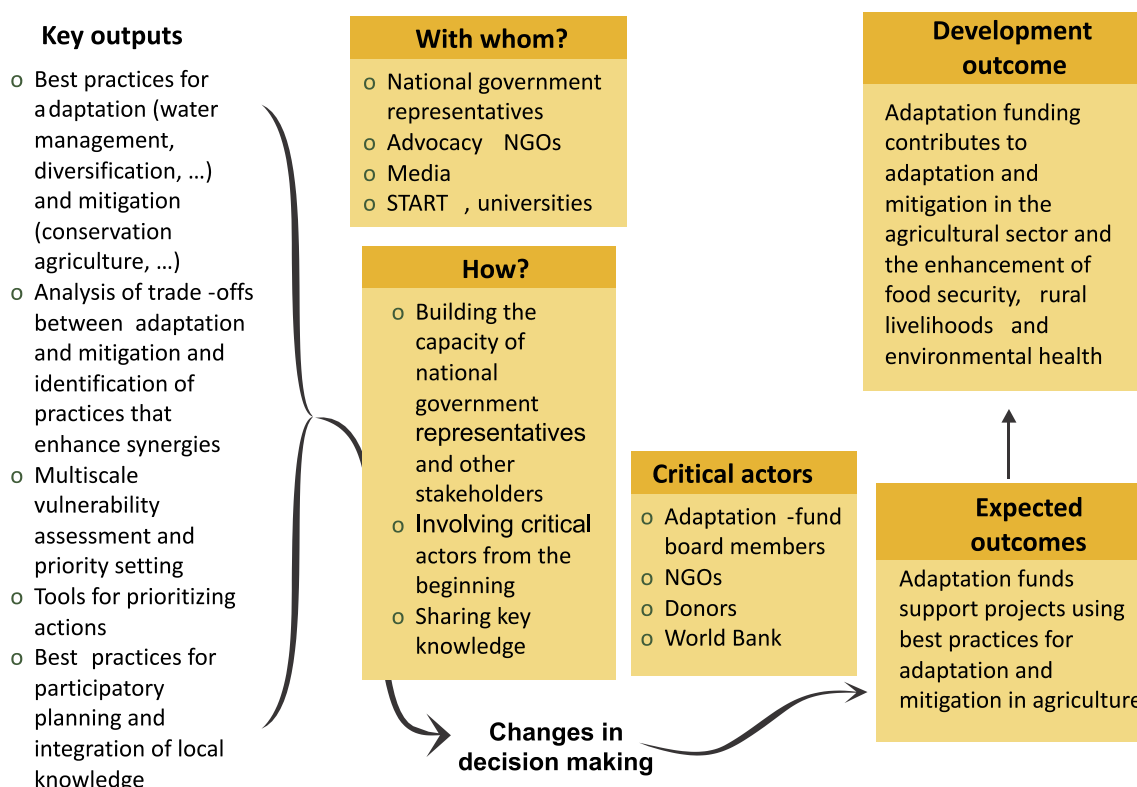 Key outputs
o Best practices for
adaptation (water
management,
diversification, ...)
and mitigation
(conservation
agriculture, ...)
o Analysis of trade -offs
between adaptation
and mitigation and
identification of
practices that
enhance synergies
o Multiscale
vulnerability
assessment and
priority setting
o Tools for prioritizing
actions
o Best practices for
participatory
planning and
integration of local
knowledge
With whom?
o National government
representatives
o Advocacy NGOs
o Media
o START , universities
How?
o Building the
capacity of
national
government
representatives
and other
stakeholders
o Involving critical
actors from the
beginning
o Sharing key
knowledge
Changes in
decision making
Critical actors
o Adaptation -fund
board members
o NGOs
o Donors
o World Bank
Expected
outcomes
Adaptation funds
support projects using
best practices for
adaptation and
mitigation in agriculture
Development
outcome
Adaptation funding
contributes to
adaptation and
mitigation in the
agricultural sector and
the enhancement of
food security, rural
livelihoods and
environmental health